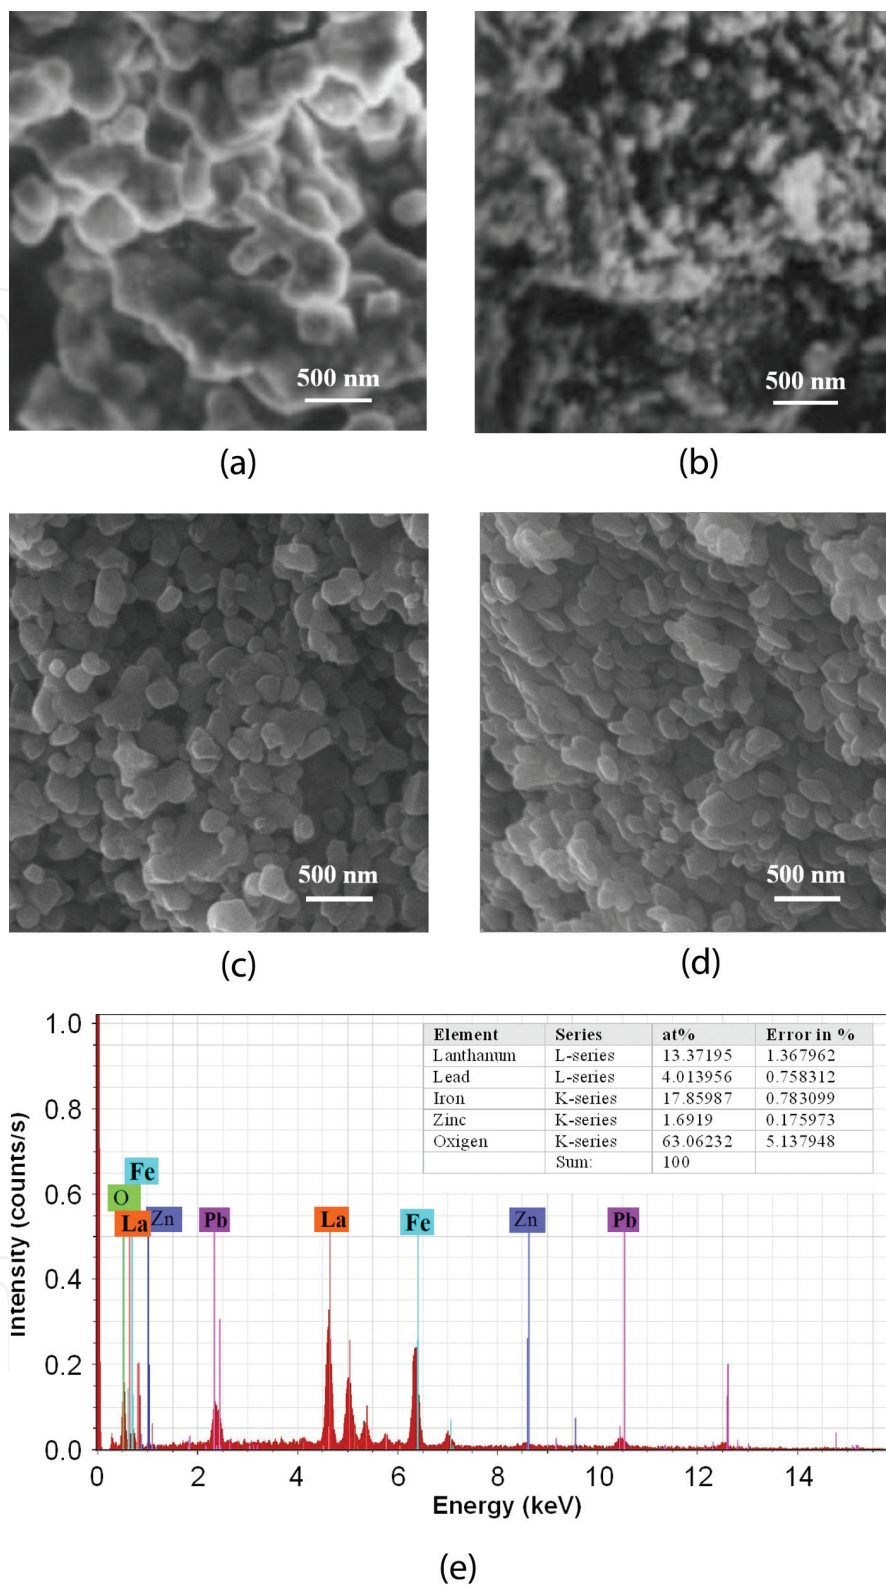 500 nm
500 nm
(a)
(b)
500 nm
500 nm
(c)
(d)
Element Series at% Error in %
Lanthanum L-series 13.37195 1.367962
Lead L-series 4.013956 0.758312
Iron K-series 17.85987 0.783099
Zinc K-series 1.6919 0.175973
Oxigen K-series 63.06232 5.137948
Sum: 100
1.0
0.8
0.6
0.4
0.2
0.0
Intensity (counts/s)
Fe
O
La
Zn
Pb
La
Fe
Zn
Pb
0 2 4 6 8 10 12 14
Energy (keV)
(e)